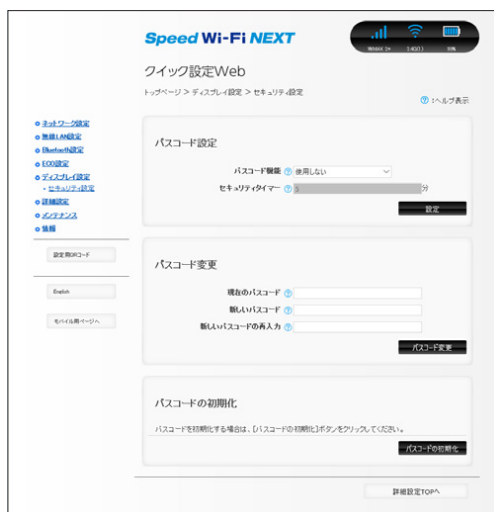 Speed Wi-Fi NEXT
WiMAX 2+
クイック設定Web
トップページ > ディスプレイ設定 > セキュリティ設定
?:ヘルプ表示
ネットワーク設定
無線LAN設定
Bluetooth設定
ECO設定
ディスプレイ設定
・セキュリティ設定
詳細設定
メンテナンス
情報
設定用QRコード
English
モバイル用ページへ
パスコード設定
パスコード機能 ? 使用しない
セキュリティタイマー ? 5 分
設定
パスコード変更
現在のパスコード ?
新しいパスコード ?
新しいパスコードの再入力 ?
パスコード変更
パスコードの初期化
パスコードを初期化する場合は、[パスコードの初期化]ボタンをクリックしてください。
パスコードの初期化
詳細設定TOPへ